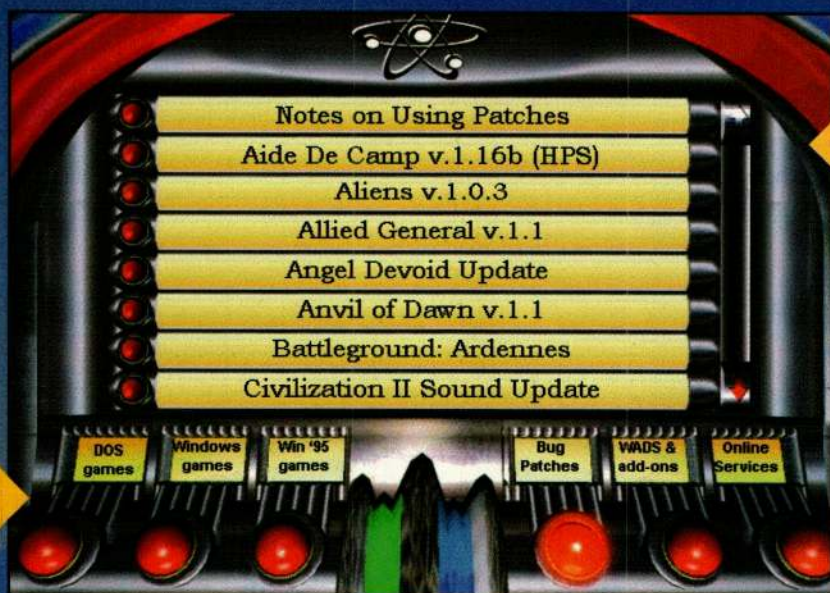 Notes on Using Patches
Aide De Camp v.1.16b (HPS)
Aliens v.1.0.3
Allied General v.1.1
Angel Devoid Update
Anvil of Dawn v.1.1
Battleground: Ardennes
Civilization II Sound Update
DOS
games
Windows
games
Win '95
games
Bug
Patches
WADS &
add-ons
Online
Services